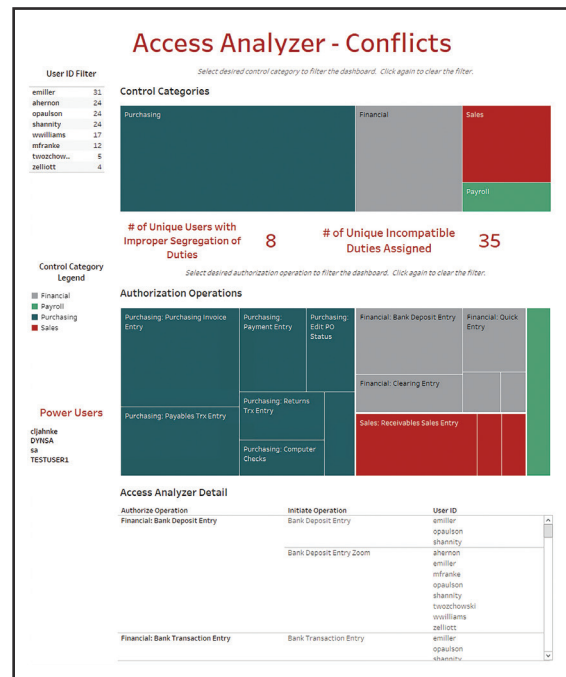 Access Analyzer - Conflicts
User ID Filter
emiller 31
ahernon 24
opaulson 24
shannity 24
wwilliams 17
mfranke 12
twozchow.. 5
zelliott 4
Select desired control category to filter the dashboard. Click again to clear the filter.
Control Categories
Purchasing
Financial
Sales
Payroll
# of Unique Users with
Improper Segregation of
Duties
8
# of Unique Incompatible
Duties Assigned
35
Control Category
Legend
Financial
Payroll
Purchasing
Sales
Select desired authorization operation to filter the dashboard. Click again to clear the filter.
Authorization Operations
Purchasing: Purchasing Invoice
Entry
Purchasing:
Payment Entry
Purchasing:
Edit PO
Status
Financial: Bank Deposit Entry
Financial: Quick
Entry
Financial: Clearing Entry
Purchasing: Returns
Trx Entry
Purchasing: Payables Trx Entry
Sales: Receivables Sales Entry
Purchasing: Computer
Checks
Power Users
cljahnke
DYNSA
sa
TESTUSER1
Access Analyzer Detail
Authorize Operation Initiate Operation User ID
Financial: Bank Deposit Entry Bank Deposit Entry emiller
opaulson
shannity
Bank Deposit Entry Zoom ahernon
emiller
mfranke
opaulson
shannity
twozchowski
wwilliams
zelliott
Financial: Bank Transaction Entry Bank Transaction Entry emiller
opaulson
shannity